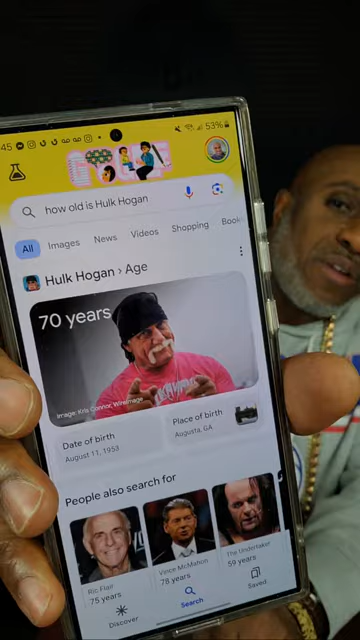 45
53%
how old is Hulk Hogan
All Images News Videos Shopping Book
Hulk Hogan › Age
70 years
Image: Kris Connor, WireImage
Date of birth
August 11, 1953
Place of birth
Augusta, GA
People also search for
Ric Flair
75 years
Vince McMahon
78 years
The Undertaker
59 years
Discover
Search
Saved